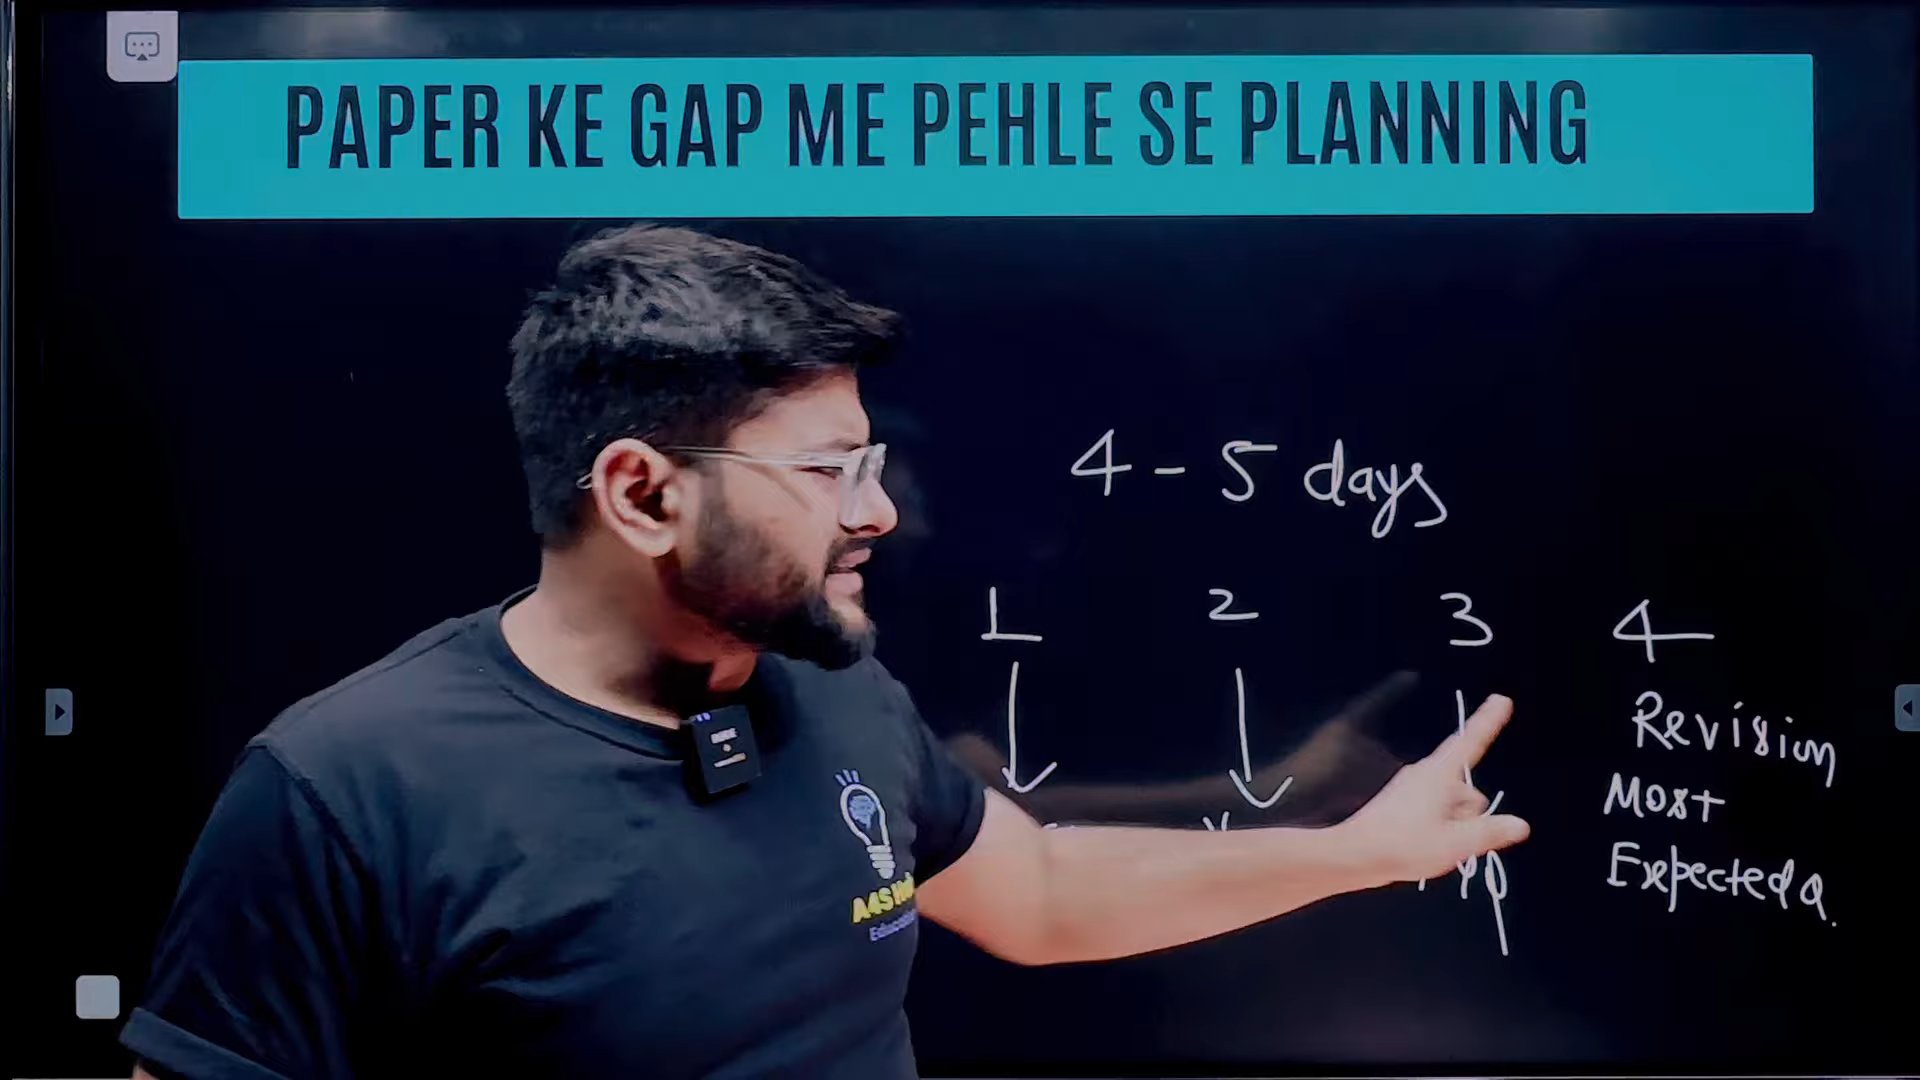 PAPER KE GAP ME PEHLE SE PLANNING
4 - 5 days
1 2 3 4
Revision
Most
Expected Q.